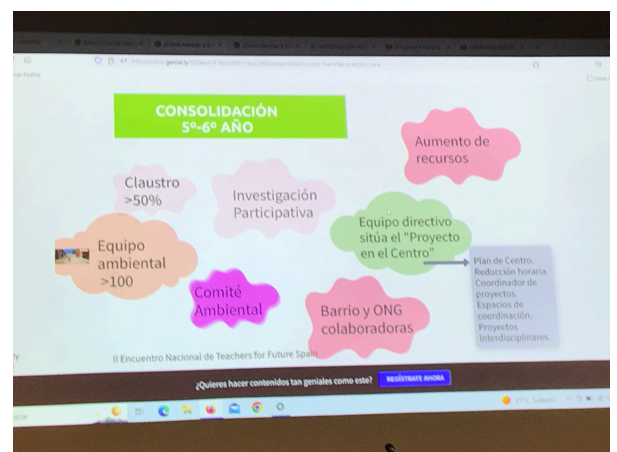 CONSOLIDACIÓN
5º-6º AÑO
Aumento de
recursos
Claustro
>50%
Investigación
Participativa
Equipo directivo
sitúa el "Proyecto
en el Centro"
Equipo
ambiental
>100
Plan de Centro.
Reducción horaria.
Coordinador de
proyectos.
Espacios de
coordinación.
Proyectos
Interdisciplinares.
Comité
Ambiental
Barrio y ONG
colaboradoras
II Encuentro Nacional de Teachers for Future Spain
¿Quieres hacer contenidos tan geniales como este?
REGÍSTRATE AHORA